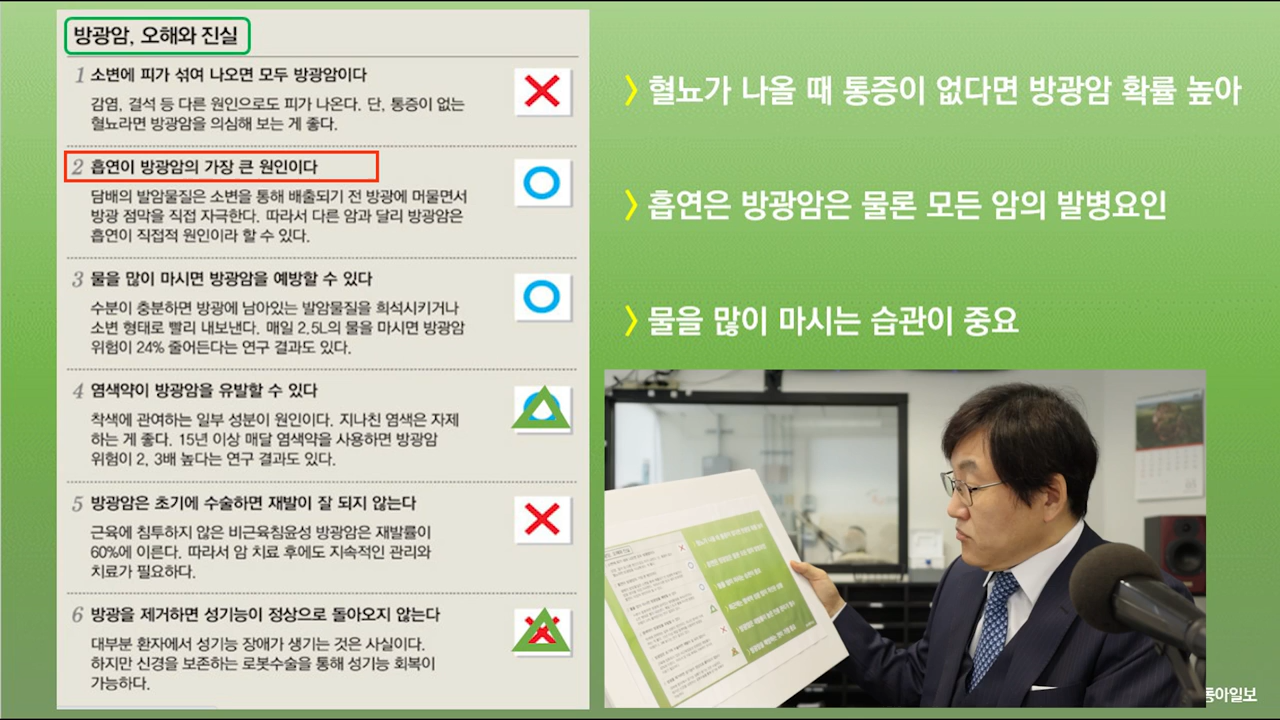 방광암, 오해와 진실
1 소변에 피가 섞여 나오면 모두 방광암이다
감염, 결석 등 다른 원인으로도 피가 나온다. 단, 통증이 없는
혈뇨라면 방광암을 의심해 보는 게 좋다.
2 흡연이 방광암의 가장 큰 원인이다
담배의 발암물질은 소변을 통해 배출되기 전 방광에 머물면서
방광 점막을 직접 자극한다. 따라서 다른 암과 달리 방광암은
흡연이 직접적 원인이라 할 수 있다.
3 물을 많이 마시면 방광암을 예방할 수 있다
수분이 충분하면 방광에 남아있는 발암물질을 희석시키거나
소변 형태로 빨리 내보낸다. 매일 2.5L의 물을 마시면 방광암
위험이 24% 줄어든다는 연구 결과도 있다.
4 염색약이 방광암을 유발할 수 있다
착색에 관여하는 일부 성분이 원인이다. 지나친 염색은 자제
하는 게 좋다. 15년 이상 매달 염색약을 사용하면 방광암
위험이 2, 3배 높다는 연구 결과도 있다.
5 방광암은 초기에 수술하면 재발이 잘 되지 않는다
근육에 침투하지 않은 비근육침윤성 방광암은 재발률이
60%에 이른다. 따라서 암 치료 후에도 지속적인 관리와
치료가 필요하다.
6 방광을 제거하면 성기능이 정상으로 돌아오지 않는다
대부분 환자에서 성기능 장애가 생기는 것은 사실이다.
하지만 신경을 보존하는 로봇수술을 통해 성기능 회복이
가능하다.
〉혈뇨가 나올 때 통증이 없다면 방광암 확률 높아
〉흡연은 방광암은 물론 모든 암의 발병요인
〉물을 많이 마시는 습관이 중요
동아일보